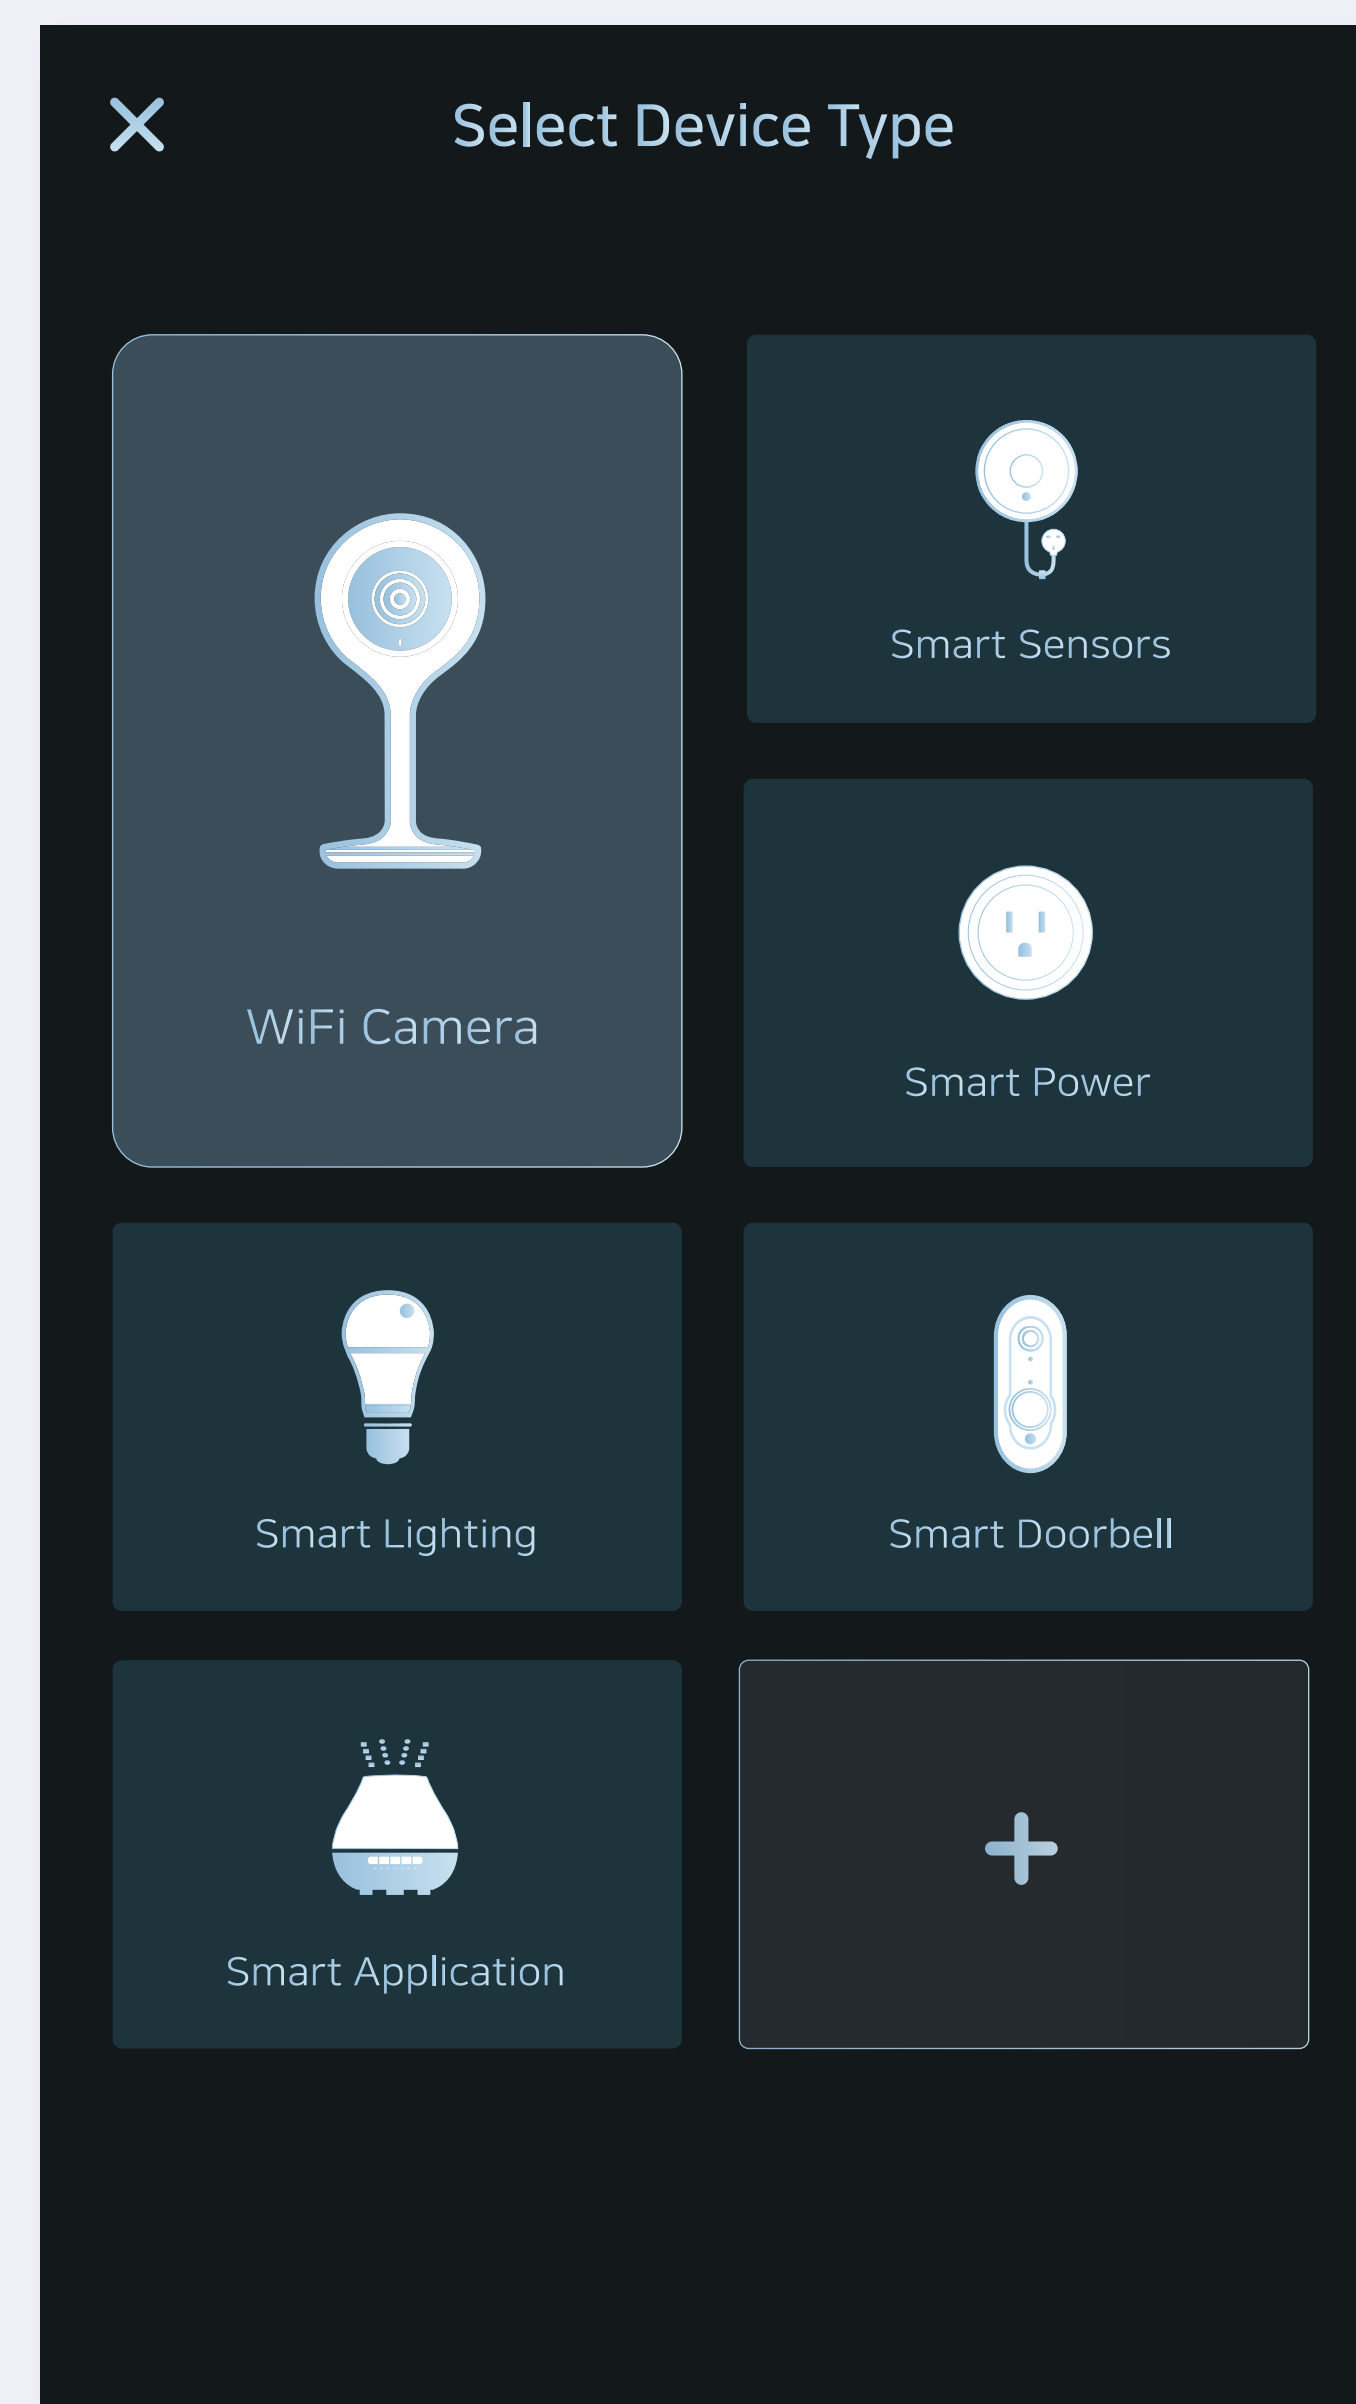 Select Device Type
WiFi Camera
Smart Sensors
Smart Power
Smart Lighting
Smart Doorbell
Smart Application